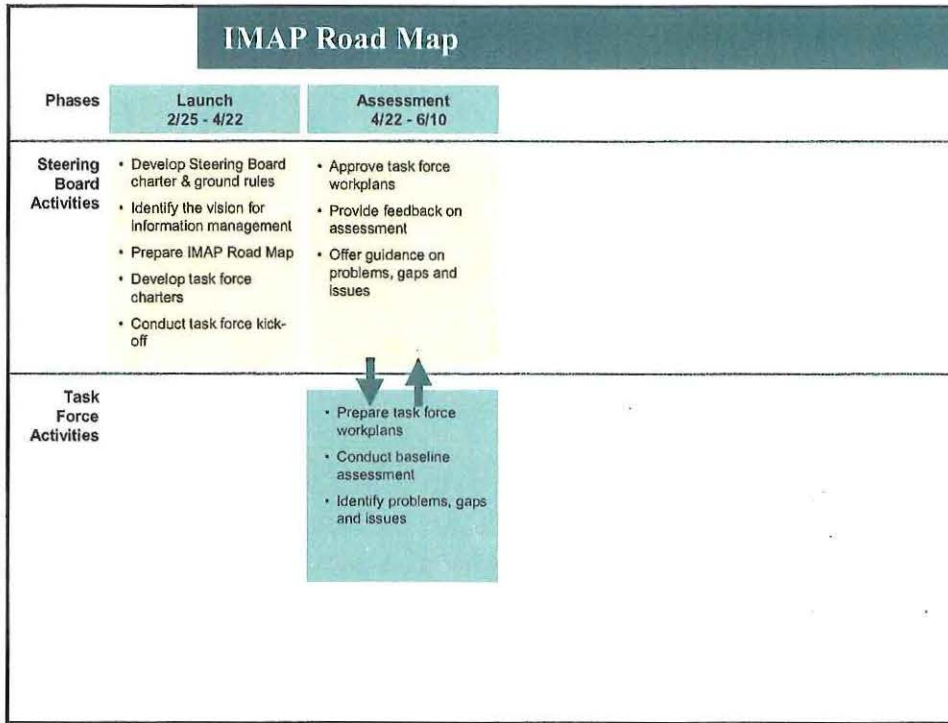 IMAP Road Map
Phases
Launch
2/25 - 4/22
Assessment
4/22 - 6/10
Steering
Board
Activities
• Develop Steering Board
charter & ground rules
• Identify the vision for
information management
• Prepare IMAP Road Map
• Develop task force
charters
• Conduct task force kick-
off
• Approve task force
workplans
• Provide feedback on
assessment
• Offer guidance on
problems, gaps and
issues
Task
Force
Activities
• Prepare task force
workplans
• Conduct baseline
assessment
• Identify problems, gaps
and issues